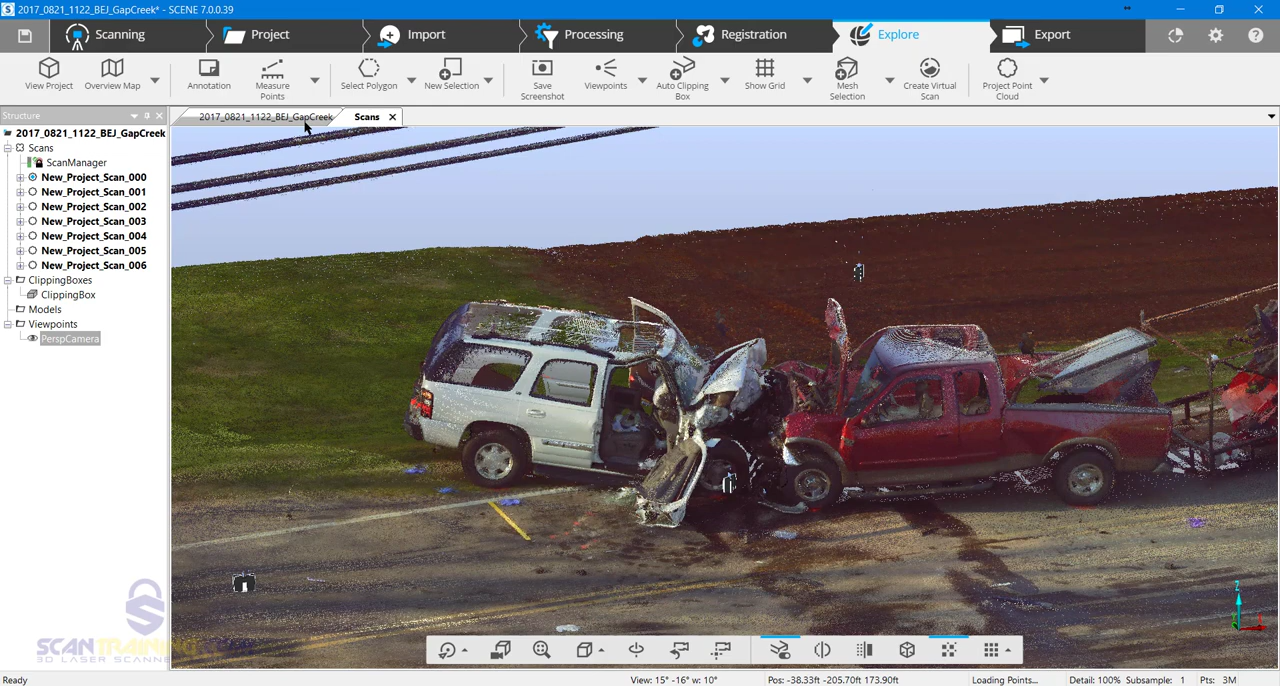 2017_0821_1122_BEJ_GapCreek* - SCENE 7.0.0.39
Scanning
Project
Import
Processing
Registration
Explore
Export
View Project
Overview Map
Annotation
Measure Points
Select Polygon
New Selection
Save Screenshot
Viewpoints
Auto Clipping Box
Show Grid
Mesh Selection
Create Virtual Scan
Project Point Cloud
Structure
2017_0821_1122_BEJ_GapCreek
Scans
2017_0821_1122_BEJ_GapCreek
Scans
ScanManager
New_Project_Scan_000
New_Project_Scan_001
New_Project_Scan_002
New_Project_Scan_003
New_Project_Scan_004
New_Project_Scan_005
New_Project_Scan_006
ClippingBoxes
ClippingBox
Models
Viewpoints
PerspCamera
Z
SCANTRAINING
3D LASER SCANNE
Ready
View: 15° -16° w: 10°
Pos: -38.33ft -205.70ft 173.90ft
Loading Points...
Detail: 100%
Subsample: 1
Pts: 3M